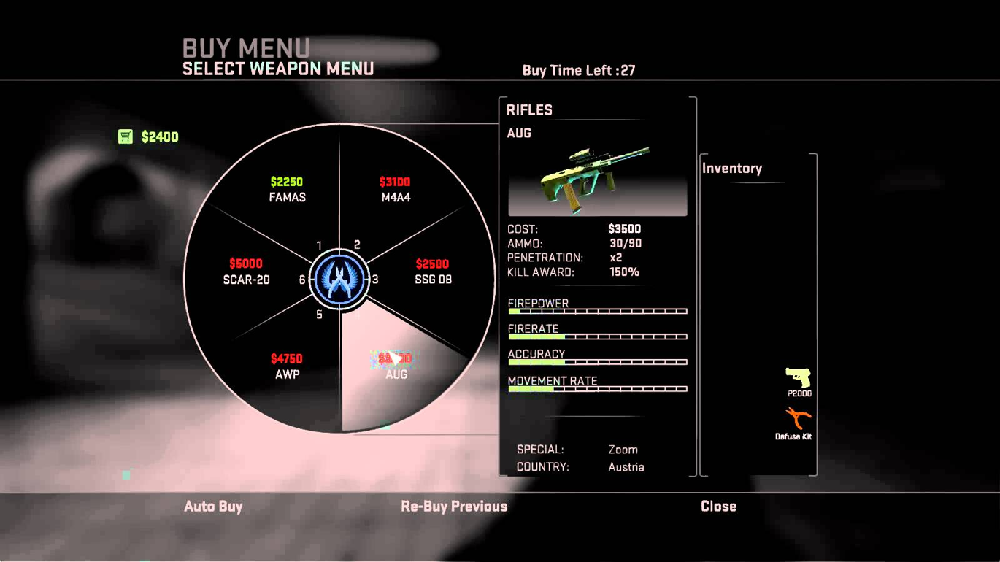 BUY MENU
SELECT WEAPON MENU
Buy Time Left :27
$2400
$2250
FAMAS
$3100
M4A4
$5000
SCAR-20
$2500
SSG 08
$4750
AWP
AUG
1
2
3
5
6
RIFLES
AUG
COST: $3500
AMMO: 30/90
PENETRATION: x2
KILL AWARD: 150%
FIREPOWER
FIRERATE
ACCURACY
MOVEMENT RATE
SPECIAL: Zoom
COUNTRY: Austria
Inventory
P2000
Defuse Kit
Auto Buy
Re-Buy Previous
Close